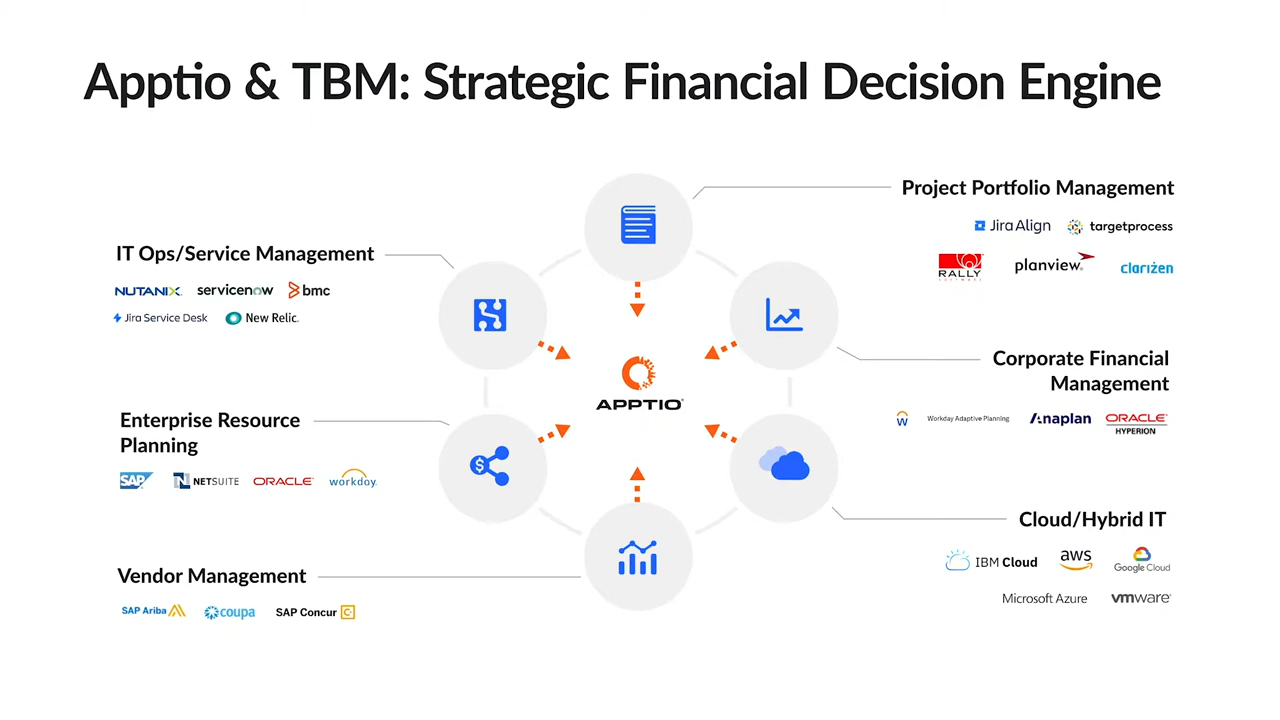 Apptio & TBM: Strategic Financial Decision Engine
Project Portfolio Management
Jira Align targetprocess
RALLY SOFTWARE planview. clarizen
IT Ops/Service Management
NUTANIX servicenow bmc
Jira Service Desk New Relic.
APPTIO®
Corporate Financial
Management
W Workday Adaptive Planning Anaplan ORACLE®
HYPERION
Enterprise Resource
Planning
SAP N NETSUITE ORACLE® workday.
Cloud/Hybrid IT
IBM Cloud aws Google Cloud
Microsoft Azure vmware®
Vendor Management
SAP Ariba coupa SAP Concur C